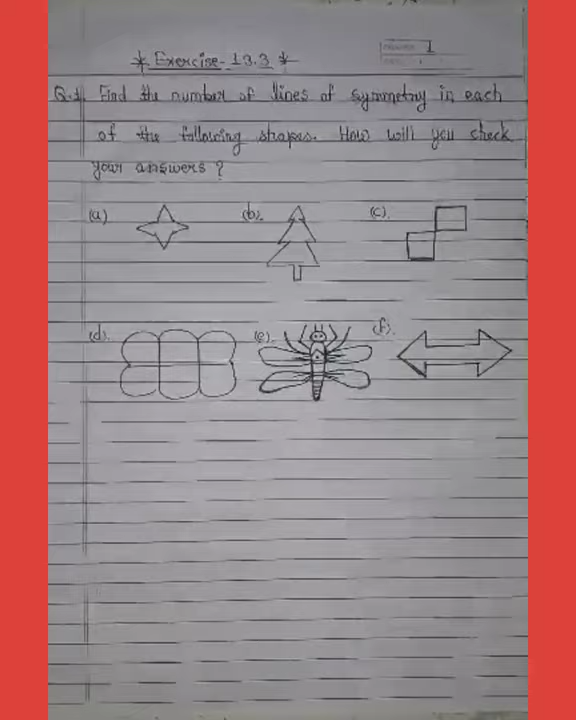 * Exercise-13.3 *
1
Q.1. Find the number of lines of symmetry in each
of the following shapes. How will you check
your answers ?
(a) (b). (c).
(d). (e). (f).